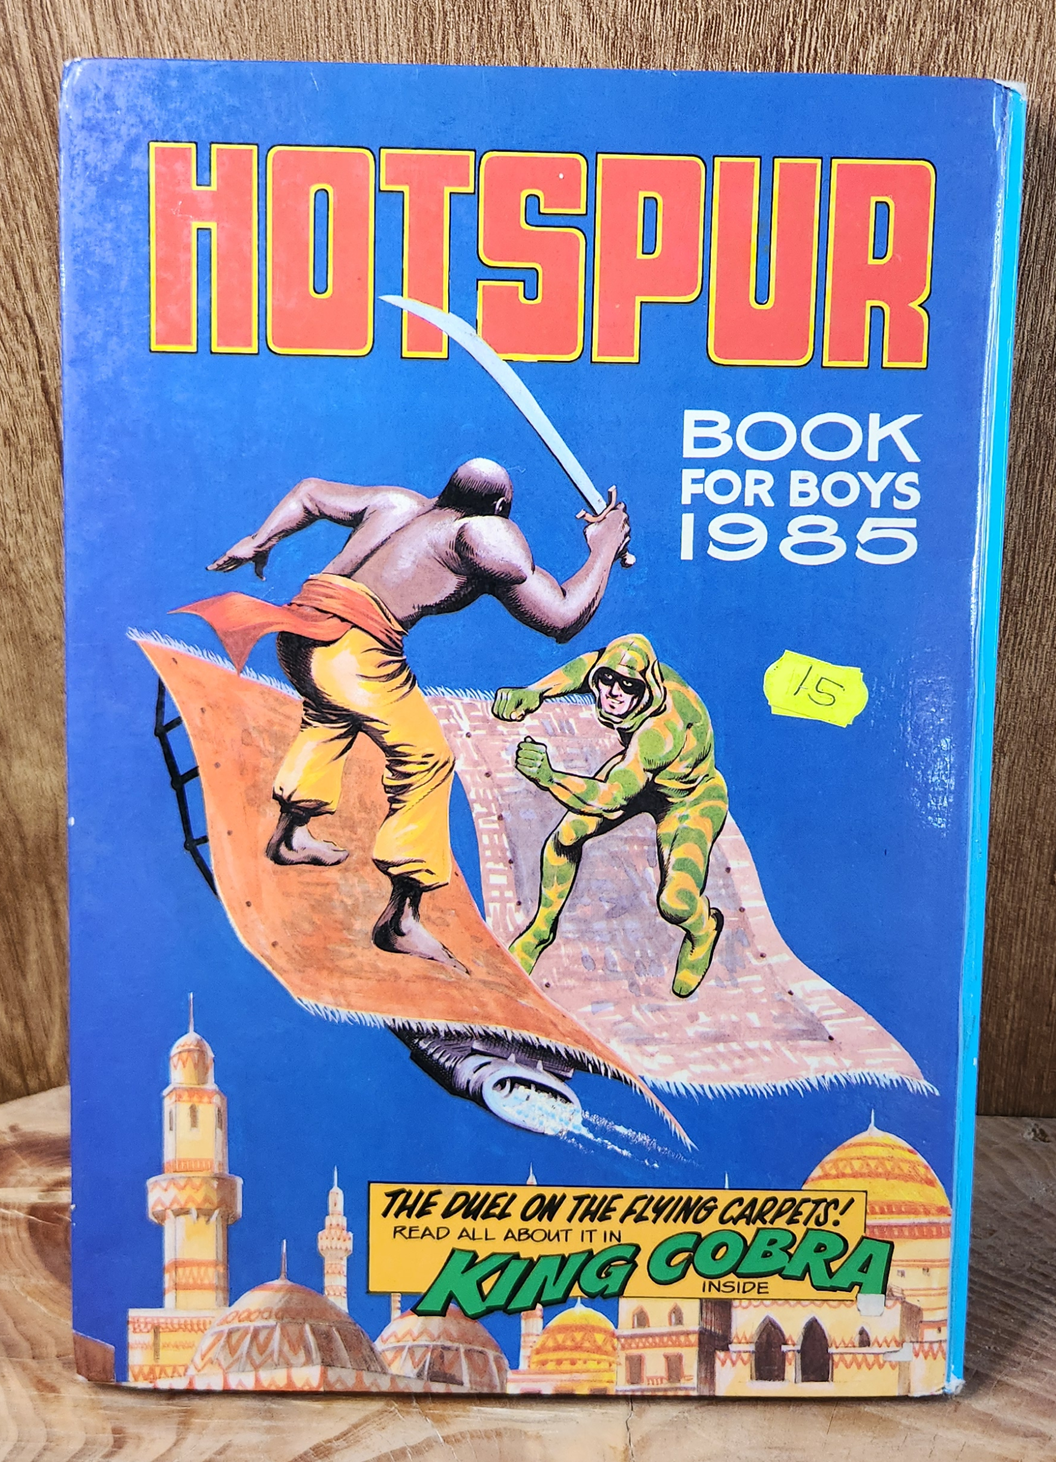 HOTSPUR
BOOK
FOR BOYS
1985
15
THE DUEL ON THE FLYING CARPETS!
READ ALL ABOUT IT IN
KING COBRA
INSIDE